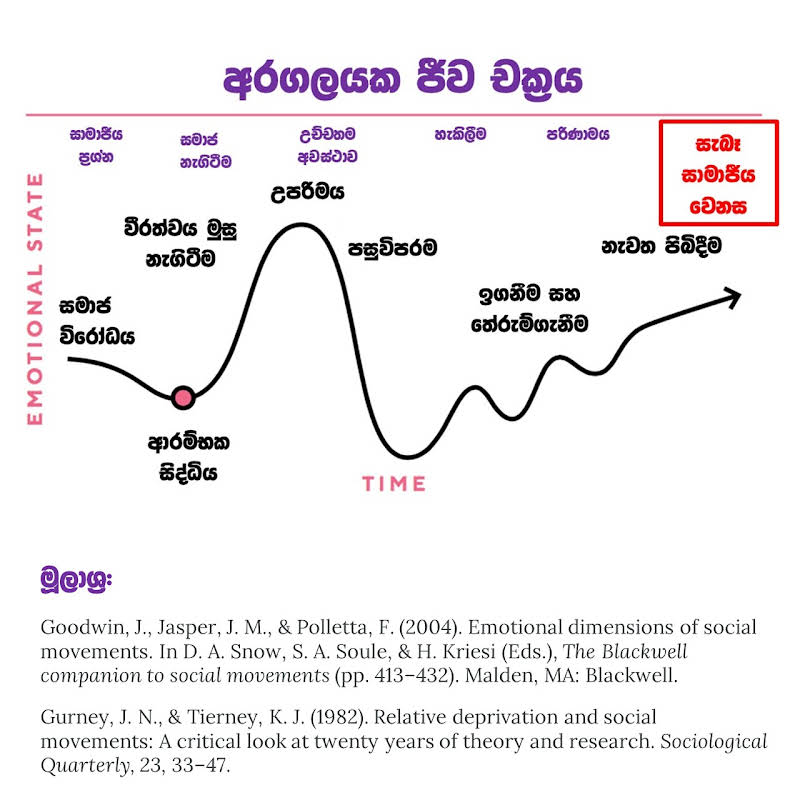 අරගලයක ජීව චක්‍රය
සාමාජීය
ප්‍රශ්න
සමාජ
නැගිටීම
උච්චතම
අවස්ථාව
හැකිලීම
පරිණාමය
සැබෑ
සාමාජීය
වෙනස
EMOTIONAL STATE
උපරිමය
වීරත්වය මුසු
නැගිටීම
පසුවිපරම
නැවත පිබිදීම
සමාජ
විරෝධය
ඉගනීම සහ
තේරුම්ගැනීම
ආරම්භක
සිද්ධිය
TIME
මූලාශ්‍ර:
Goodwin, J., Jasper, J. M., & Polletta, F. (2004). Emotional dimensions of social
movements. In D. A. Snow, S. A. Soule, & H. Kriesi (Eds.), The Blackwell
companion to social movements (pp. 413–432). Malden, MA: Blackwell.
Gurney, J. N., & Tierney, K. J. (1982). Relative deprivation and social
movements: A critical look at twenty years of theory and research. Sociological
Quarterly, 23, 33–47.